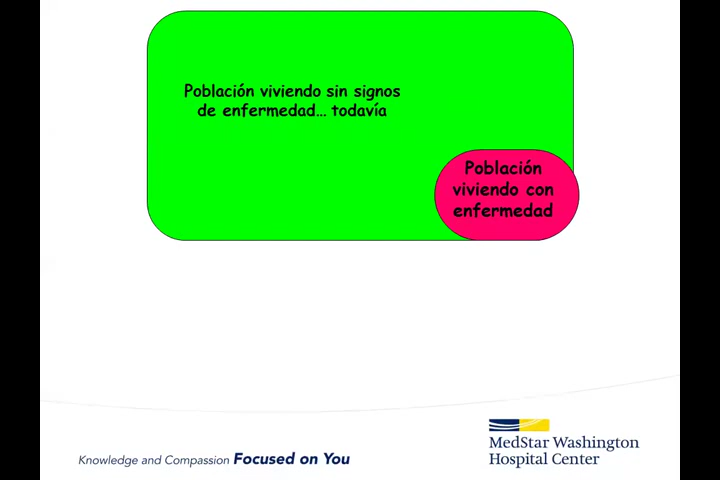 Población viviendo sin signos
de enfermedad... todavía
Población
viviendo con
enfermedad
Knowledge and Compassion Focused on You
MedStar Washington
Hospital Center